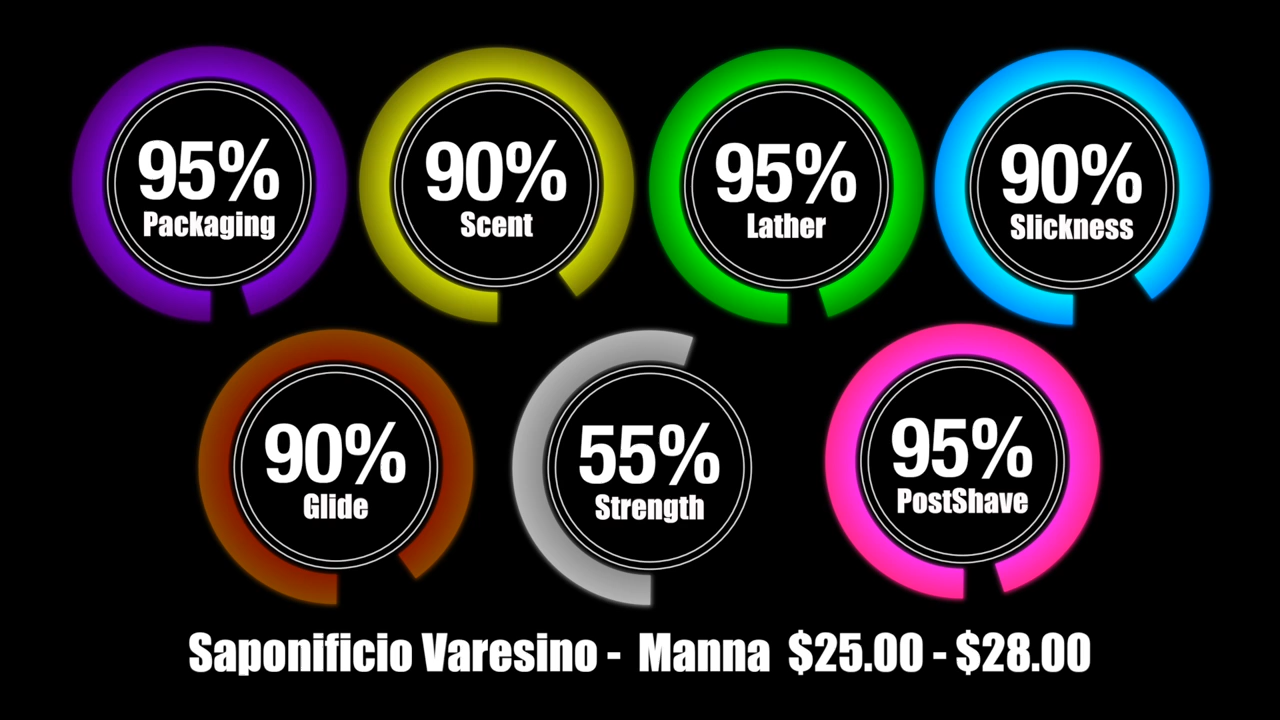 95%
Packaging
90%
Scent
95%
Lather
90%
Slickness
90%
Glide
55%
Strength
95%
PostShave
Saponificio Varesino - Manna $25.00 - $28.00